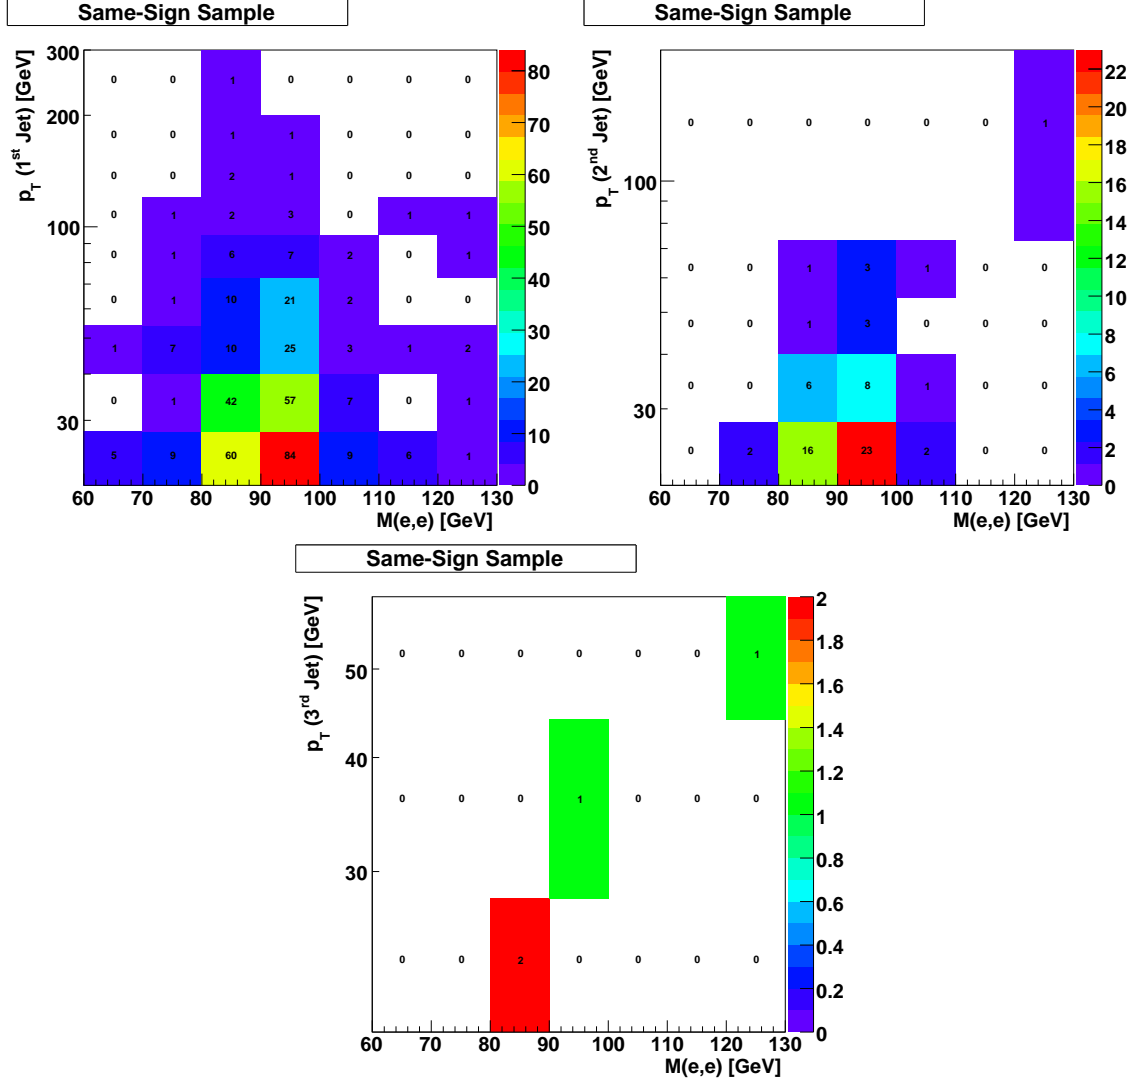 Same-Sign Sample
p_T (1^st Jet) [GeV]
300
200
100
30
0 0 1 0 0 0 0
0 0 1 1 0 0 0
0 0 2 1 0 0 0
0 1 2 3 0 1 1
0 1 6 7 2 0 1
0 1 10 21 2 0 0
1 7 10 25 3 1 2
0 1 42 57 7 0 1
5 9 60 84 9 6 1
60 70 80 90 100 110 120 130
M(e,e) [GeV]
80
70
60
50
40
30
20
10
0
Same-Sign Sample
p_T (2^nd Jet) [GeV]
100
30
0 0 0 0 0 0 1
0 0 1 3 1 0 0
0 0 1 3 0 0 0
0 0 6 8 1 0 0
0 2 16 23 2 0 0
60 70 80 90 100 110 120 130
M(e,e) [GeV]
22
20
18
16
14
12
10
8
6
4
2
0
Same-Sign Sample
p_T (3^rd Jet) [GeV]
50
40
30
0 0 0 0 0 0 1
0 0 0 1 0 0 0
0 0 2 0 0 0 0
60 70 80 90 100 110 120 130
M(e,e) [GeV]
2
1.8
1.6
1.4
1.2
1
0.8
0.6
0.4
0.2
0